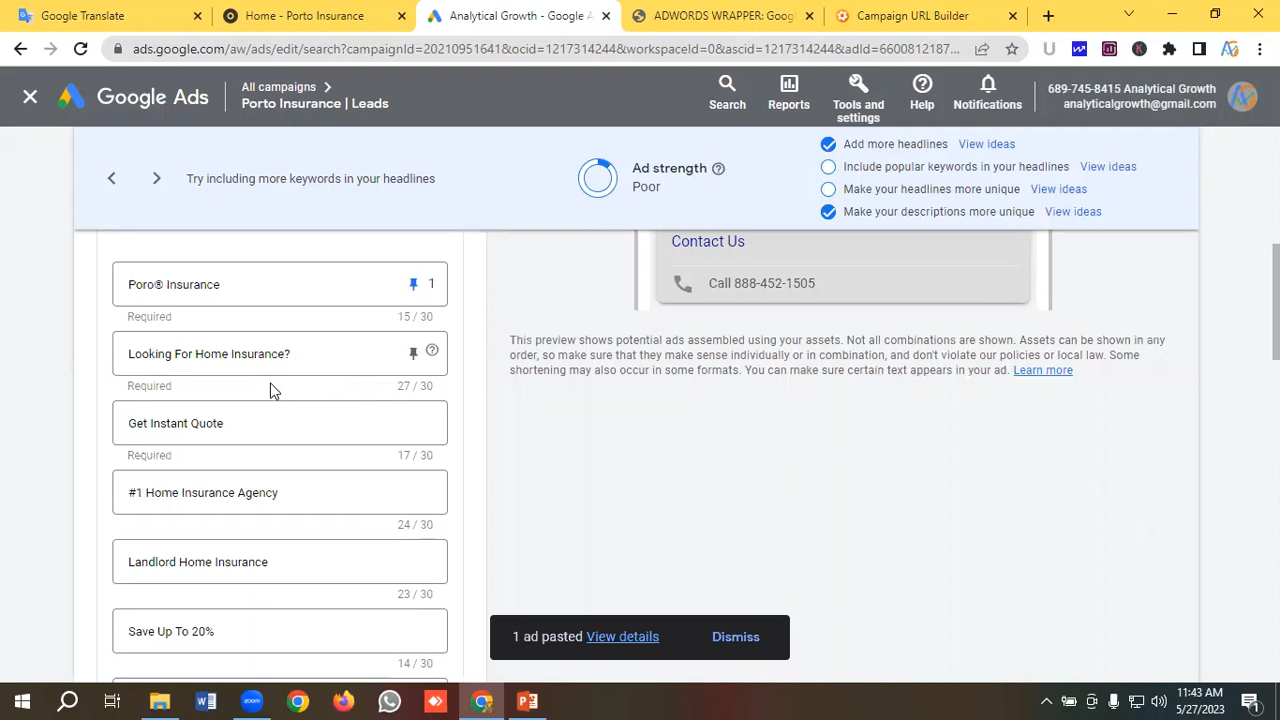 Google Translate
Home - Porto Insurance
Analytical Growth - Google A
ADWORDS WRAPPER: Goog
Campaign URL Builder
ads.google.com/aw/ads/edit/search?campaignId=20210951641&ocid=1217314244&workspaceId=0&ascid=1217314244&adId=6600812187...
Google Ads
All campaigns
Porto Insurance | Leads
Search
Reports
Tools and settings
Help
Notifications
689-745-8415 Analytical Growth
analyticalgrowth@gmail.com
Try including more keywords in your headlines
Ad strength
Poor
Add more headlines View ideas
Include popular keywords in your headlines View ideas
Make your headlines more unique View ideas
Make your descriptions more unique View ideas
Poro® Insurance 1
Required 15 / 30
Looking For Home Insurance?
Required 27 / 30
Get Instant Quote
Required 17 / 30
#1 Home Insurance Agency
24 / 30
Landlord Home Insurance
23 / 30
Save Up To 20%
14 / 30
Contact Us
Call 888-452-1505
This preview shows potential ads assembled using your assets. Not all combinations are shown. Assets can be shown in any
order, so make sure that they make sense individually or in combination, and don't violate our policies or local law. Some
shortening may also occur in some formats. You can make sure certain text appears in your ad. Learn more
1 ad pasted View details Dismiss
11:43 AM
5/27/2023